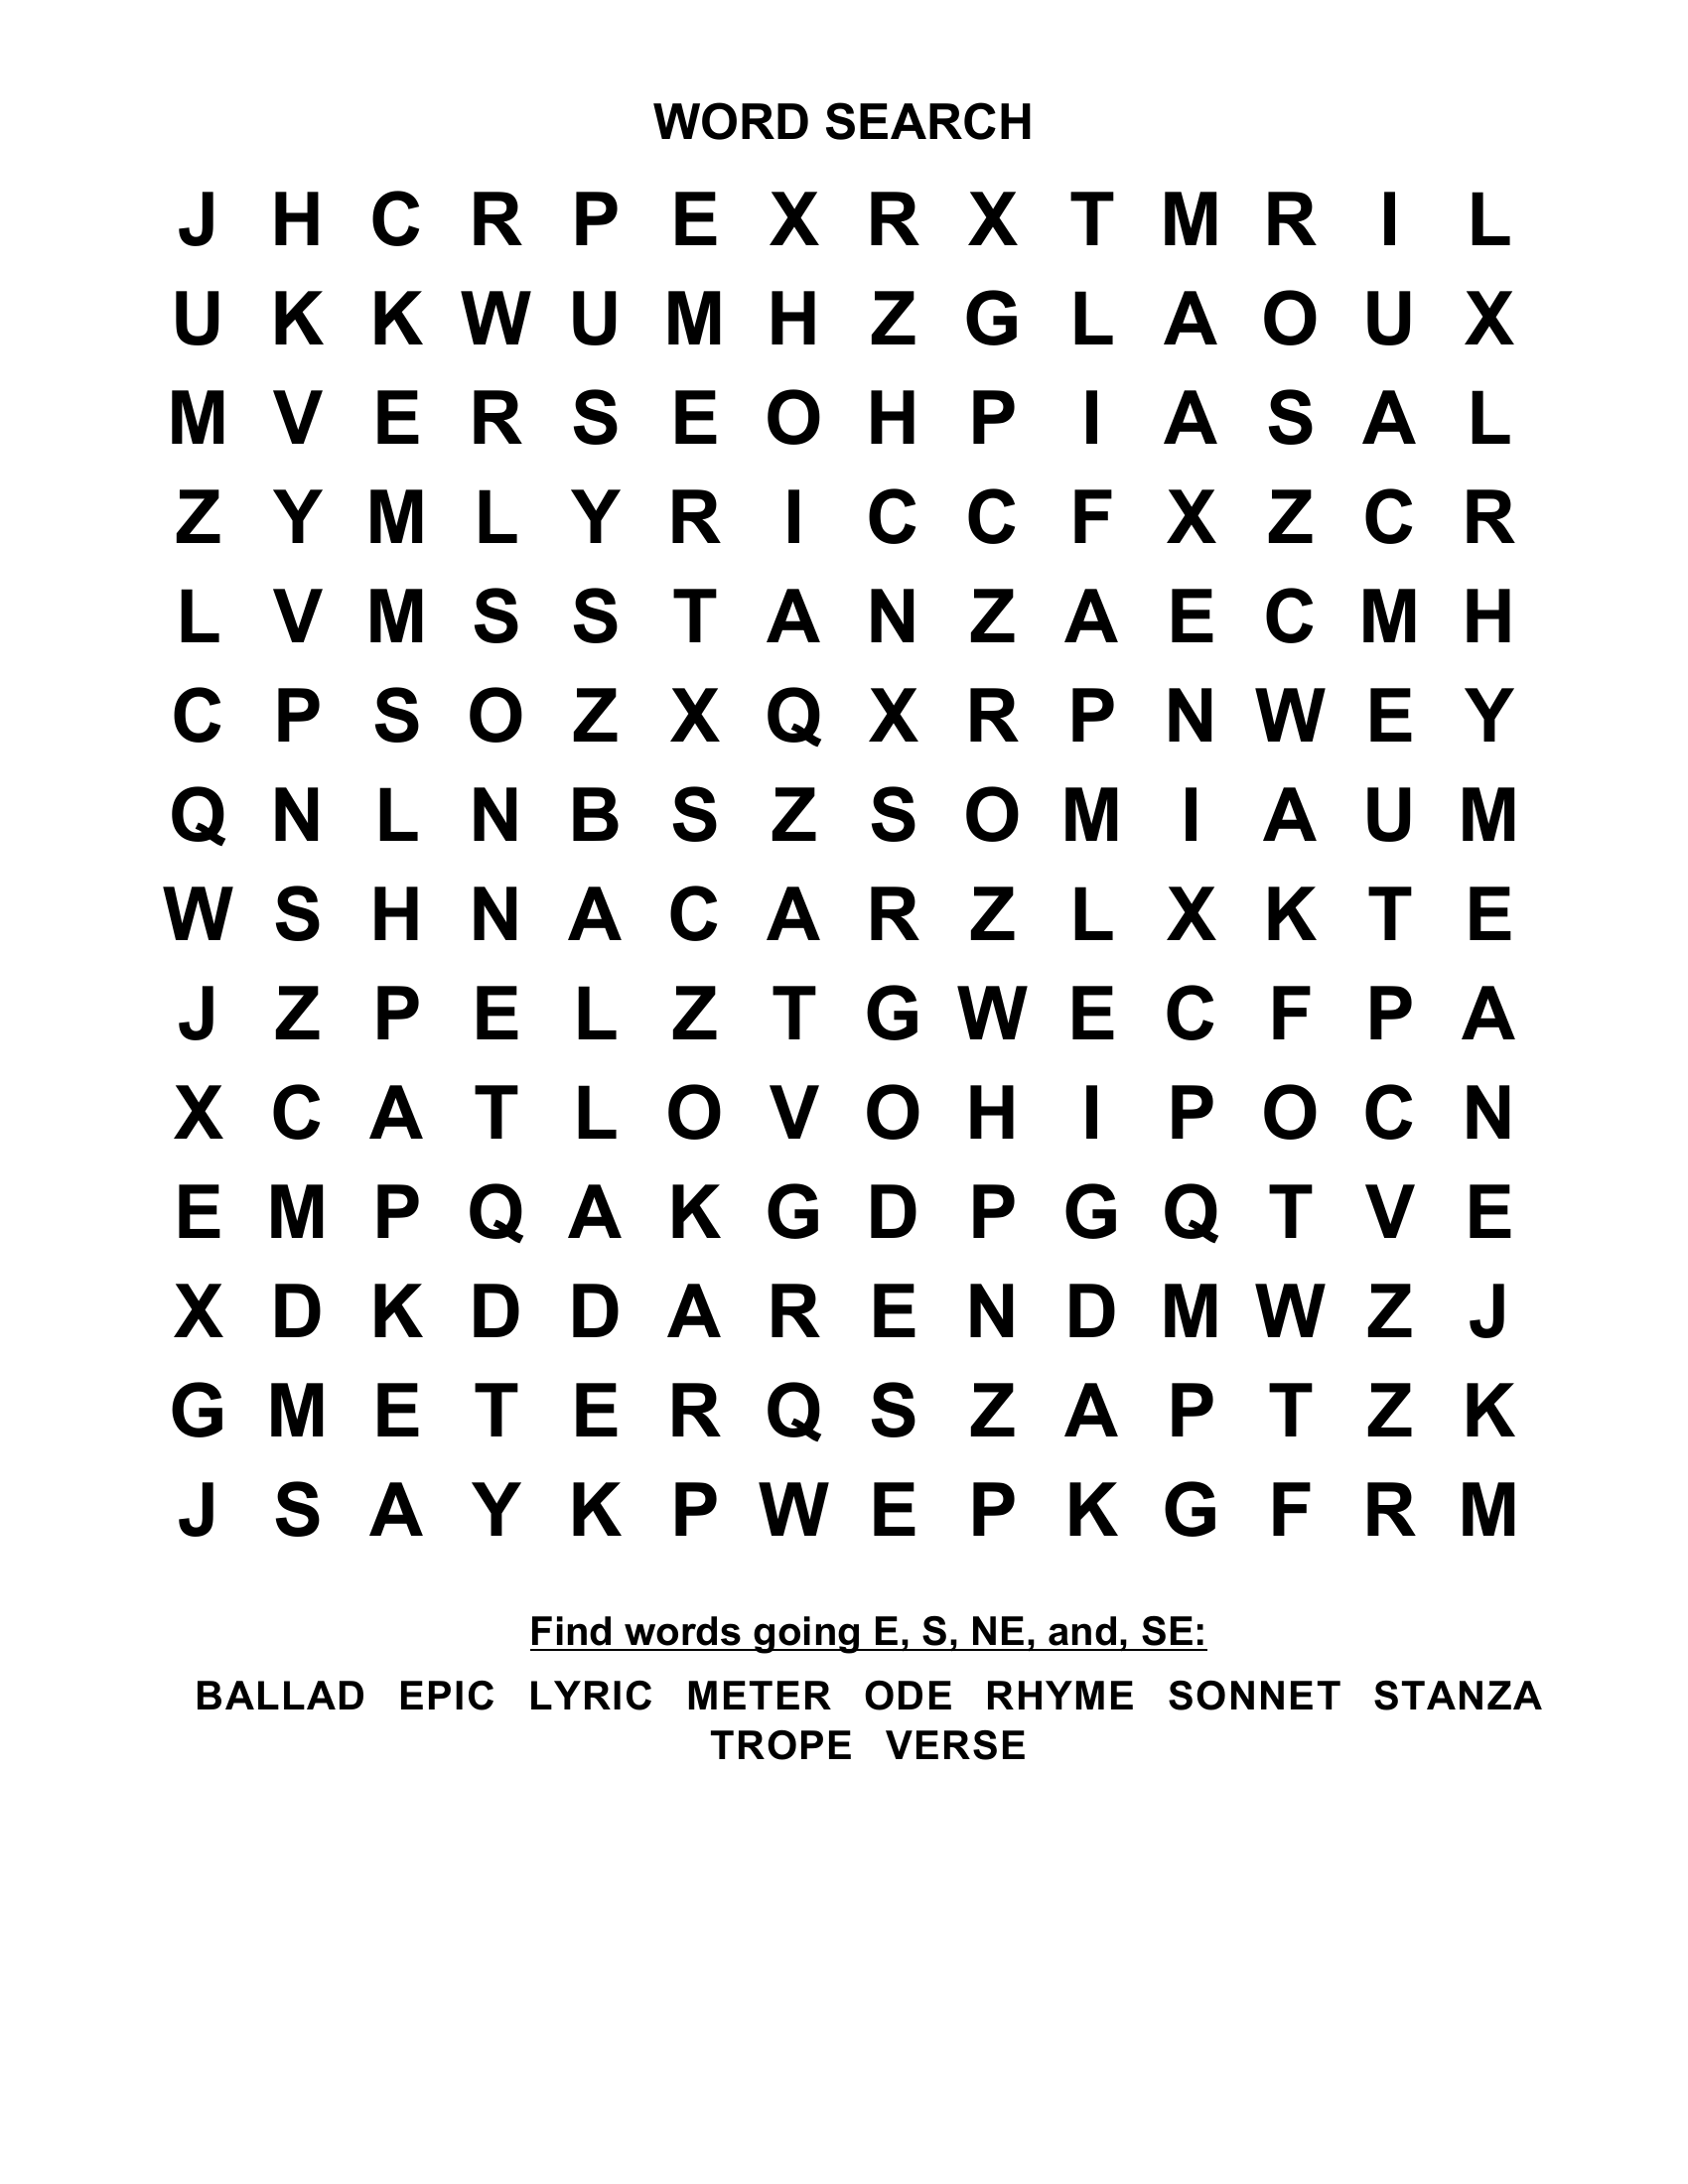 WORD SEARCH
J H C R P E X R X T M R I L
U K K W U M H Z G L A O U X
M V E R S E O H P I A S A L
Z Y M L Y R I C C F X Z C R
L V M S S T A N Z A E C M H
C P S O Z X Q X R P N W E Y
Q N L N B S Z S O M I A U M
W S H N A C A R Z L X K T E
J Z P E L Z T G W E C F P A
X C A T L O V O H I P O C N
E M P Q A K G D P G Q T V E
X D K D D A R E N D M W Z J
G M E T E R Q S Z A P T Z K
J S A Y K P W E P K G F R M
Find words going E, S, NE, and, SE:
BALLAD EPIC LYRIC METER ODE RHYME SONNET STANZA
TROPE VERSE